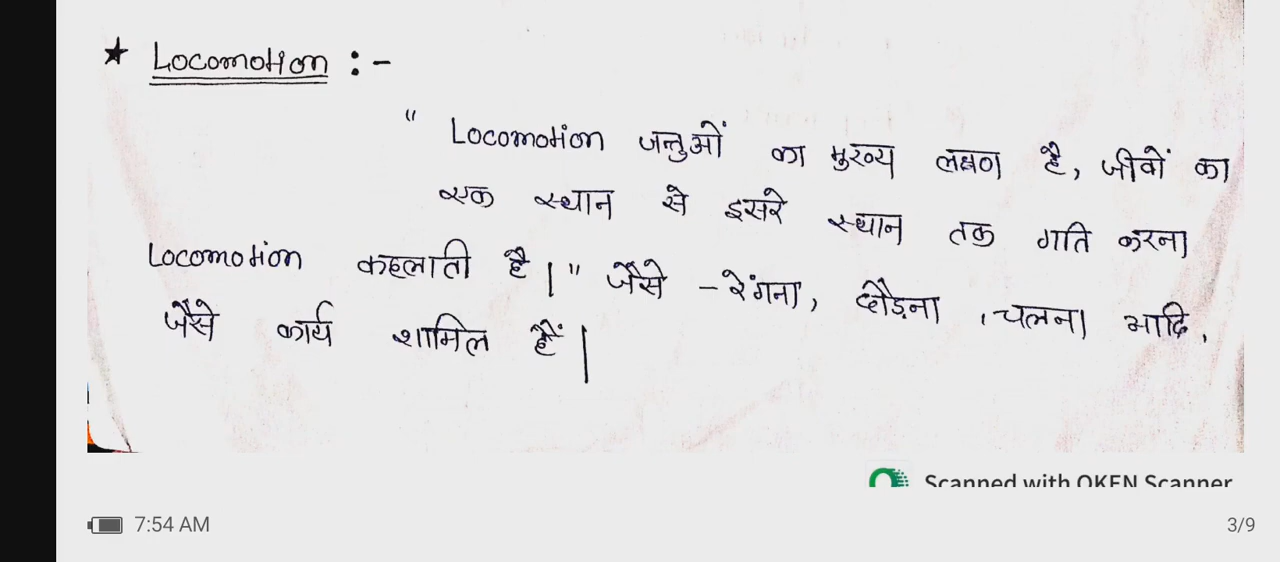 ★ Locomotion :-
" Locomotion जन्तुओं का मुख्य लक्षण है, जीवों का
एक स्थान से दूसरे स्थान तक गति करना
Locomotion कहलाती है|" जैसे - रेंगना, दौड़ना, चलना आदि,
जैसे कार्य शामिल हैं|
Scanned with OKEN Scanner
7:54 AM
3/9